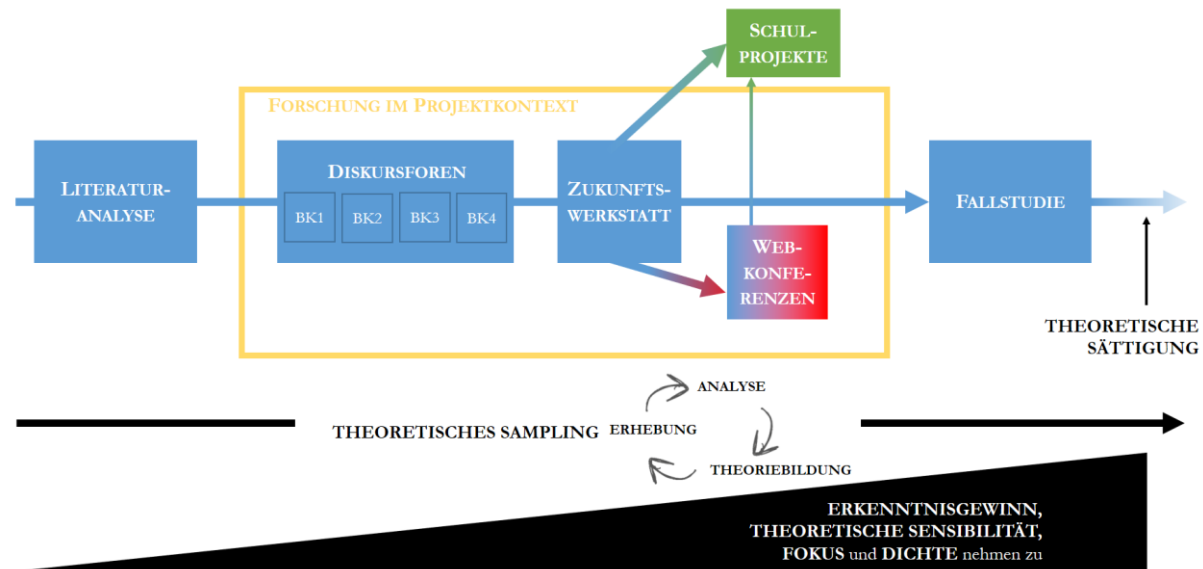 SCHUL-
PROJEKTE
FORSCHUNG IM PROJEKTKONTEXT
LITERATUR-
ANALYSE
DISKURSFOREN
BK1
BK2
BK3
BK4
ZUKUNFTS-
WERKSTATT
WEB-
KONFE-
RENZEN
FALLSTUDIE
THEORETISCHE
SÄTTIGUNG
THEORETISCHES SAMPLING
ERHEBUNG
ANALYSE
THEORIEBILDUNG
ERKENNTNISGEWINN,
THEORETISCHE SENSIBILITÄT,
FOKUS und DICHTE nehmen zu